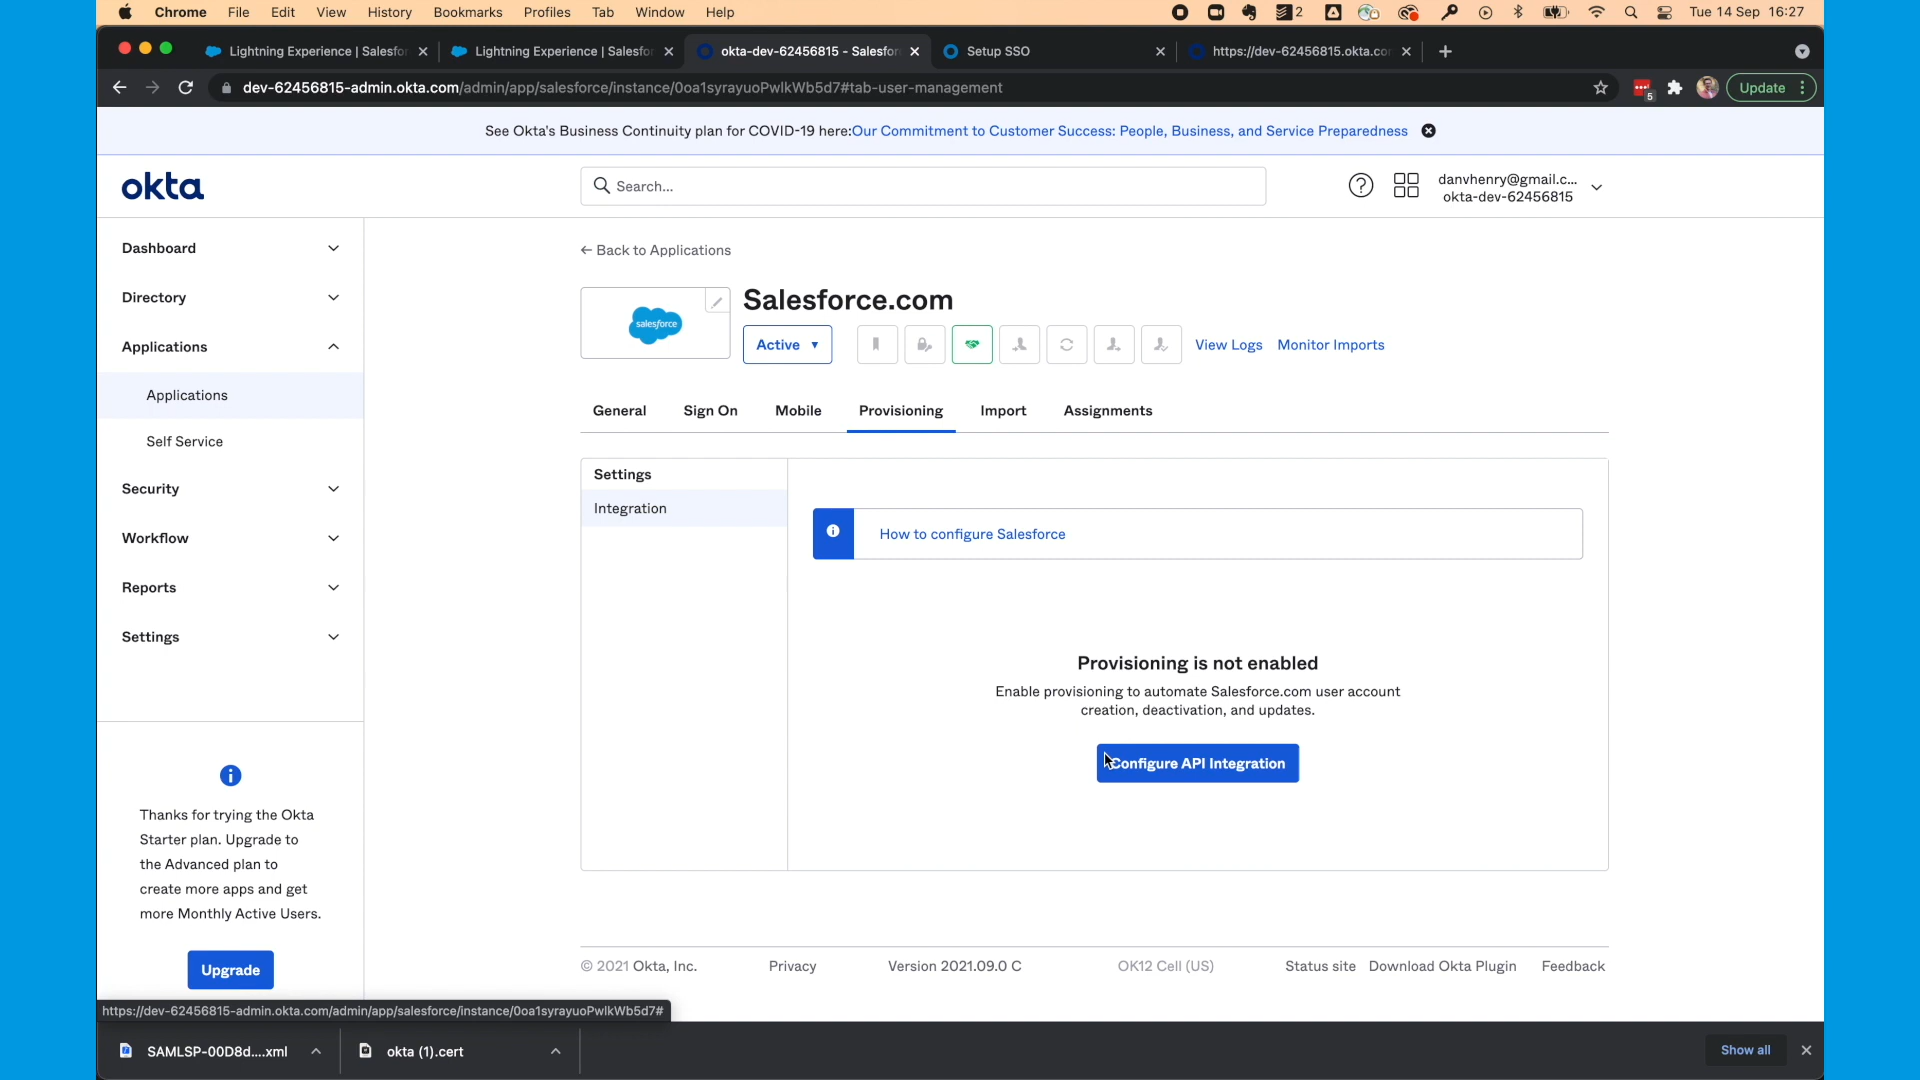 Chrome File Edit View History Bookmarks Profiles Tab Window Help 2 Tue 14 Sep 16:27
Lightning Experience | Salesfor Lightning Experience | Salesfor okta-dev-62456815 - Salesfor Setup SSO https://dev-62456815.okta.co
dev-62456815-admin.okta.com/admin/app/salesforce/instance/0oa1syrayuoPwlkWb5d7#tab-user-management 5 Update
See Okta's Business Continuity plan for COVID-19 here:Our Commitment to Customer Success: People, Business, and Service Preparedness
okta
Search...
danvhenry@gmail.c...
okta-dev-62456815
Dashboard
Directory
Applications
Applications
Self Service
Security
Workflow
Reports
Settings
Thanks for trying the Okta
Starter plan. Upgrade to
the Advanced plan to
create more apps and get
more Monthly Active Users.
Upgrade
← Back to Applications
salesforce
Salesforce.com
Active
View Logs Monitor Imports
General Sign On Mobile Provisioning Import Assignments
Settings
Integration
How to configure Salesforce
Provisioning is not enabled
Enable provisioning to automate Salesforce.com user account
creation, deactivation, and updates.
Configure API Integration
© 2021 Okta, Inc. Privacy Version 2021.09.0 C OK12 Cell (US) Status site Download Okta Plugin Feedback
https://dev-62456815-admin.okta.com/admin/app/salesforce/instance/0oa1syrayuoPwlkWb5d7#
SAMLSP-00D8d....xml okta (1).cert Show all